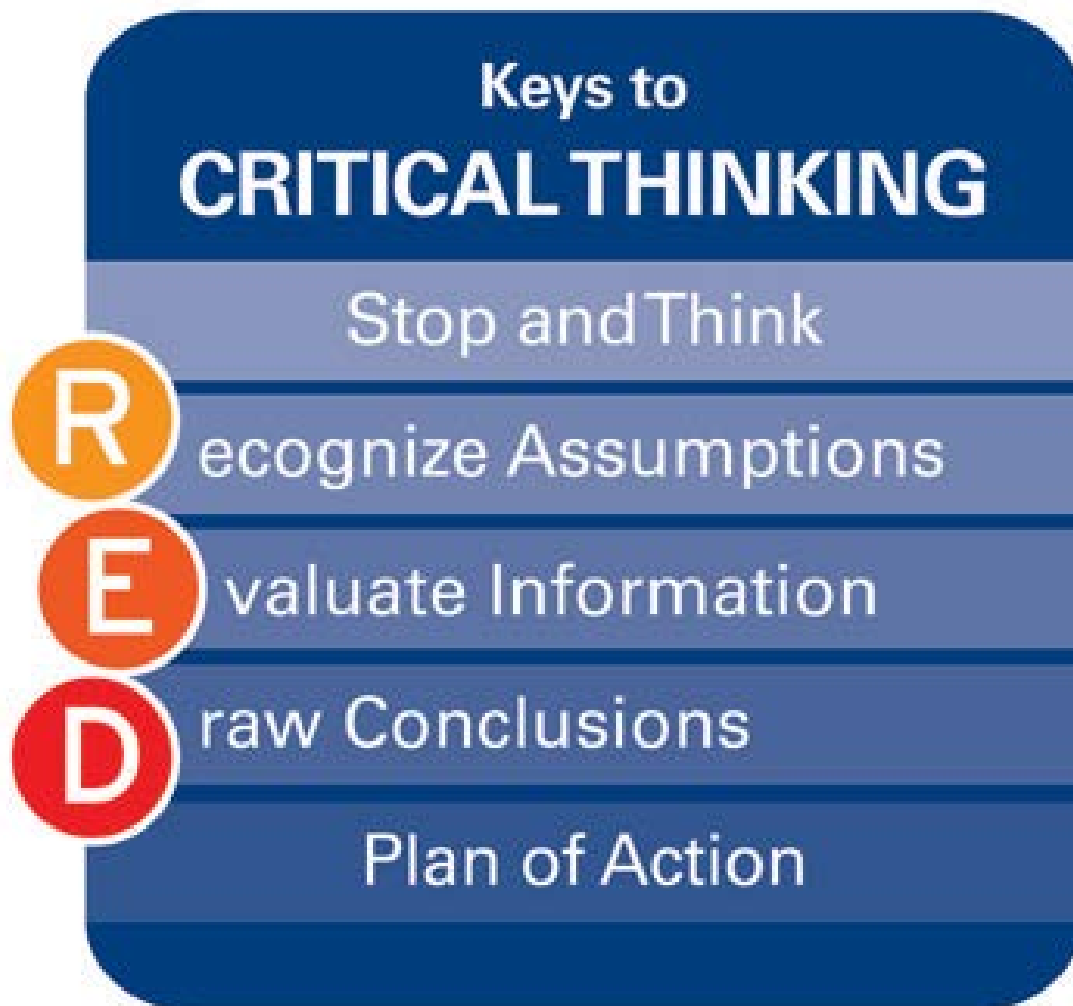 Keys to
CRITICAL THINKING
Stop and Think
Recognize Assumptions
Evaluate Information
Draw Conclusions
Plan of Action